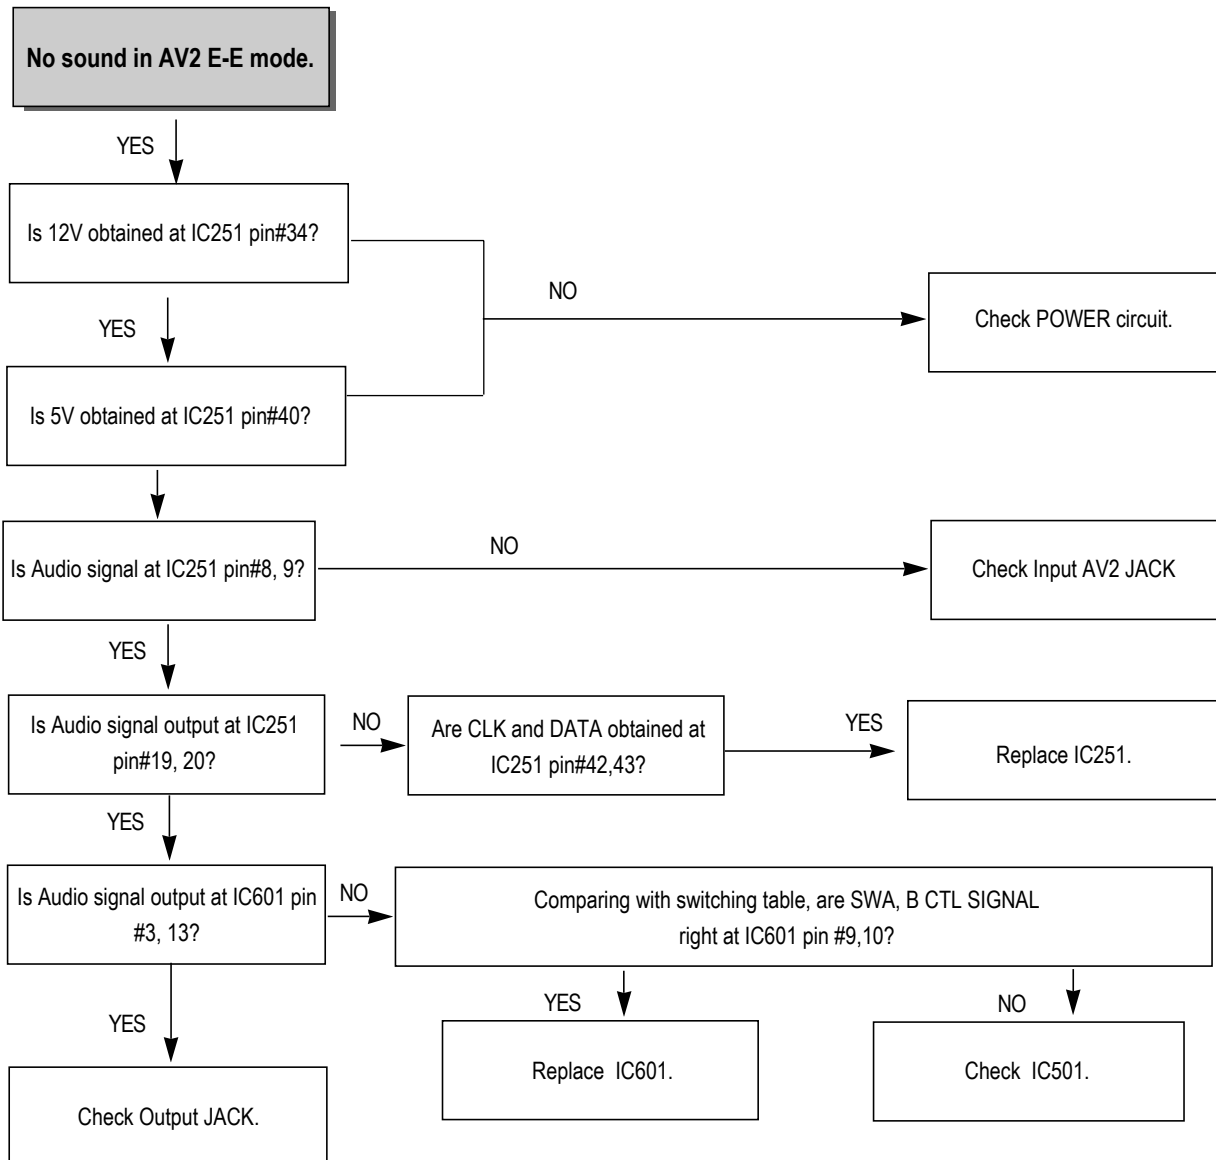 No sound in AV2 E-E mode.
YES
Is 12V obtained at IC251 pin#34?
NO
Check POWER circuit.
YES
Is 5V obtained at IC251 pin#40?
Is Audio signal at IC251 pin#8, 9?
NO
Check Input AV2 JACK
YES
Is Audio signal output at IC251
pin#19, 20?
NO
Are CLK and DATA obtained at
IC251 pin#42,43?
YES
Replace IC251.
YES
Is Audio signal output at IC601 pin
#3, 13?
NO
Comparing with switching table, are SWA, B CTL SIGNAL
right at IC601 pin #9,10?
YES
Replace IC601.
NO
Check IC501.
YES
Check Output JACK.